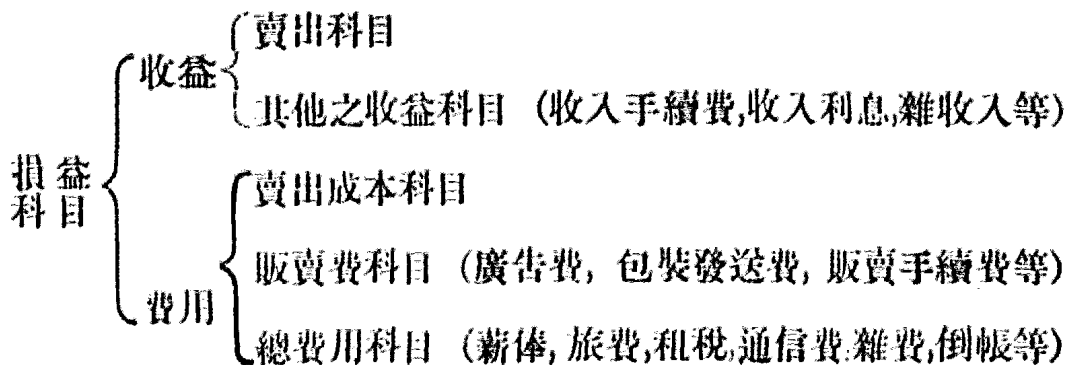 賣出科目
收益
其他之收益科目 (收入手續費,收入利息,雜收入等)
損益
科目
賣出成本科目
販賣費科目 (廣告費, 包裝發送費, 販賣手續費等)
費用
總費用科目 (薪俸, 旅費,租稅,通信費.雜費,倒帳等)